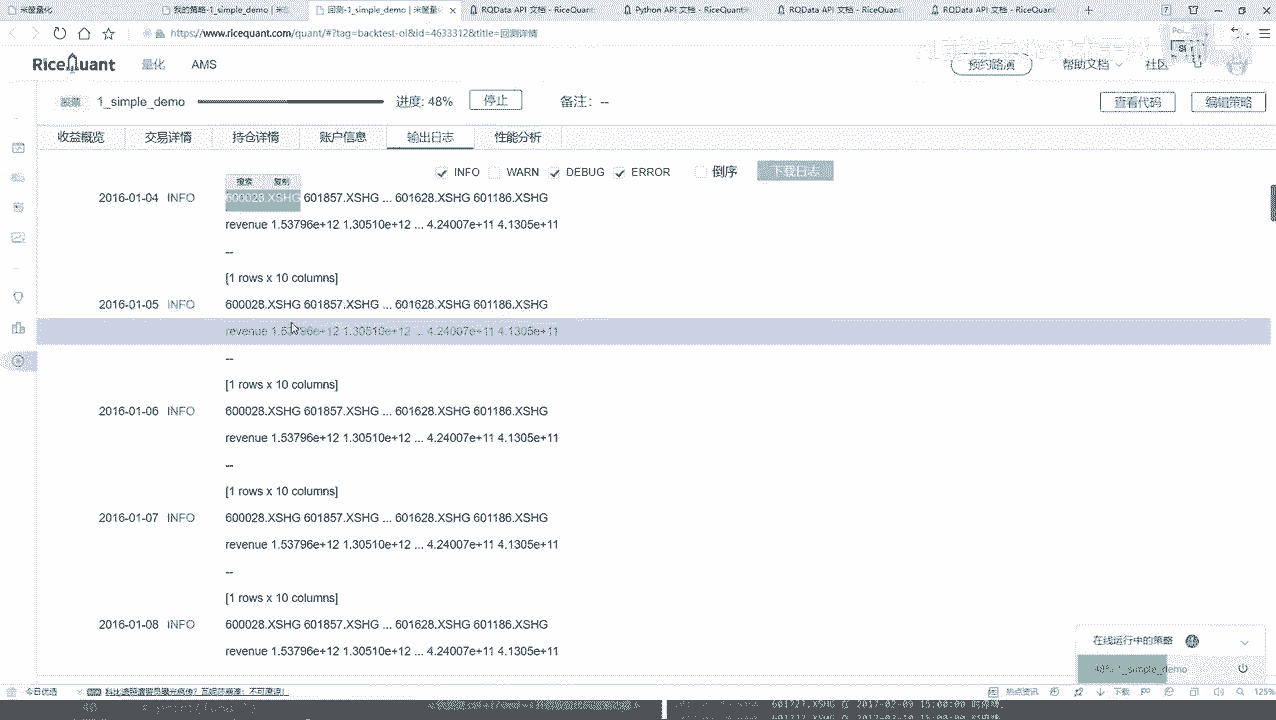 米筐量化
我的策略-1_simple_demo | 米筐
回测-1_simple_demo | 米筐量化
RQData API 文档 - RiceQuant
Python API 文档 - RiceQuant
RQData API 文档 - RiceQuant
RQData API 文档 - RiceQuant
https://www.ricequant.com/quant/#?tag=backtest-ol&id=4633312&title=回测详情
RiceQuant 量化 AMS 预约路演 帮助文档 社区
股票 1_simple_demo 进度: 48% 停止 备注: -- 查看代码 编辑策略
收益概览 交易详情 持仓详情 账户信息 输出日志 性能分析
INFO WARN DEBUG ERROR 倒序 下载日志
搜索 复制
2016-01-04 INFO 600028.XSHG 601857.XSHG ... 601628.XSHG 601186.XSHG
revenue 1.53796e+12 1.30510e+12 ... 4.24007e+11 4.1305e+11
--
[1 rows x 10 columns]
2016-01-05 INFO 600028.XSHG 601857.XSHG ... 601628.XSHG 601186.XSHG
revenue 1.53796e+12 1.30510e+12 ... 4.24007e+11 4.1305e+11
--
[1 rows x 10 columns]
2016-01-06 INFO 600028.XSHG 601857.XSHG ... 601628.XSHG 601186.XSHG
revenue 1.53796e+12 1.30510e+12 ... 4.24007e+11 4.1305e+11
--
[1 rows x 10 columns]
2016-01-07 INFO 600028.XSHG 601857.XSHG ... 601628.XSHG 601186.XSHG
revenue 1.53796e+12 1.30510e+12 ... 4.24007e+11 4.1305e+11
--
[1 rows x 10 columns]
2016-01-08 INFO 600028.XSHG 601857.XSHG ... 601628.XSHG 601186.XSHG
revenue 1.53796e+12 1.30510e+12 ... 4.24007e+11 4.1305e+11
在线运行中的策略
48% 1_simple_demo
今日优选
热点资讯 下载 125%